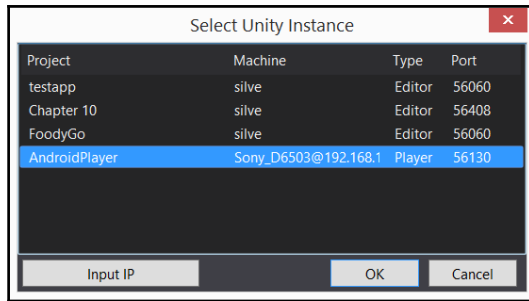 Select Unity Instance
Project Machine Type Port
testapp silve Editor 56060
Chapter 10 silve Editor 56408
FoodyGo silve Editor 56060
AndroidPlayer Sony_D6503@192.168.1 Player 56130
Input IP OK Cancel